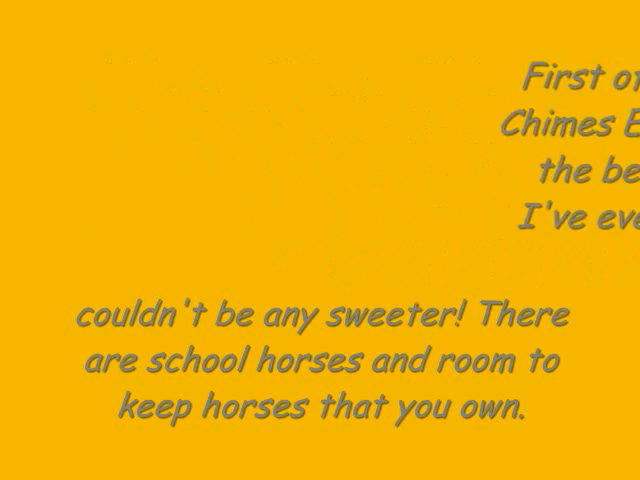 First of
Chimes E
the be
I've eve
couldn't be any sweeter! There
are school horses and room to
keep horses that you own.